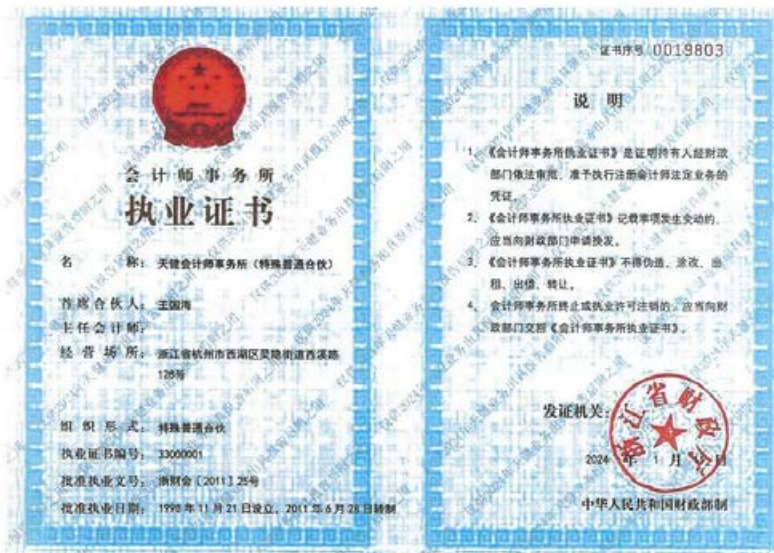 会计师事务所
执业证书
名 称：天健会计师事务所（特殊普通合伙）
首席合伙人：王国海
主任会计师：
经营场所：浙江省杭州市西湖区灵隐街道西溪路
128号
组织形式：特殊普通合伙
执业证书编号：33000001
批准执业文号：浙财会〔2011〕25号
批准执业日期：1998年11月21日设立，2011年6月28日转制
证书序号 0019803
说 明
1、《会计师事务所执业证书》是证明持有人经财政
部门依法审批，准予执行注册会计师法定业务的
凭证。
2、《会计师事务所执业证书》记载事项发生变动的，
应当向财政部门申请换发。
3、《会计师事务所执业证书》不得伪造、涂改、出
租、出借、转让。
4、会计师事务所终止或执业许可注销的，应当向财
政部门交回《会计师事务所执业证书》。
发证机关：
浙江省财政厅
2024 年 1 月 日
中华人民共和国财政部制